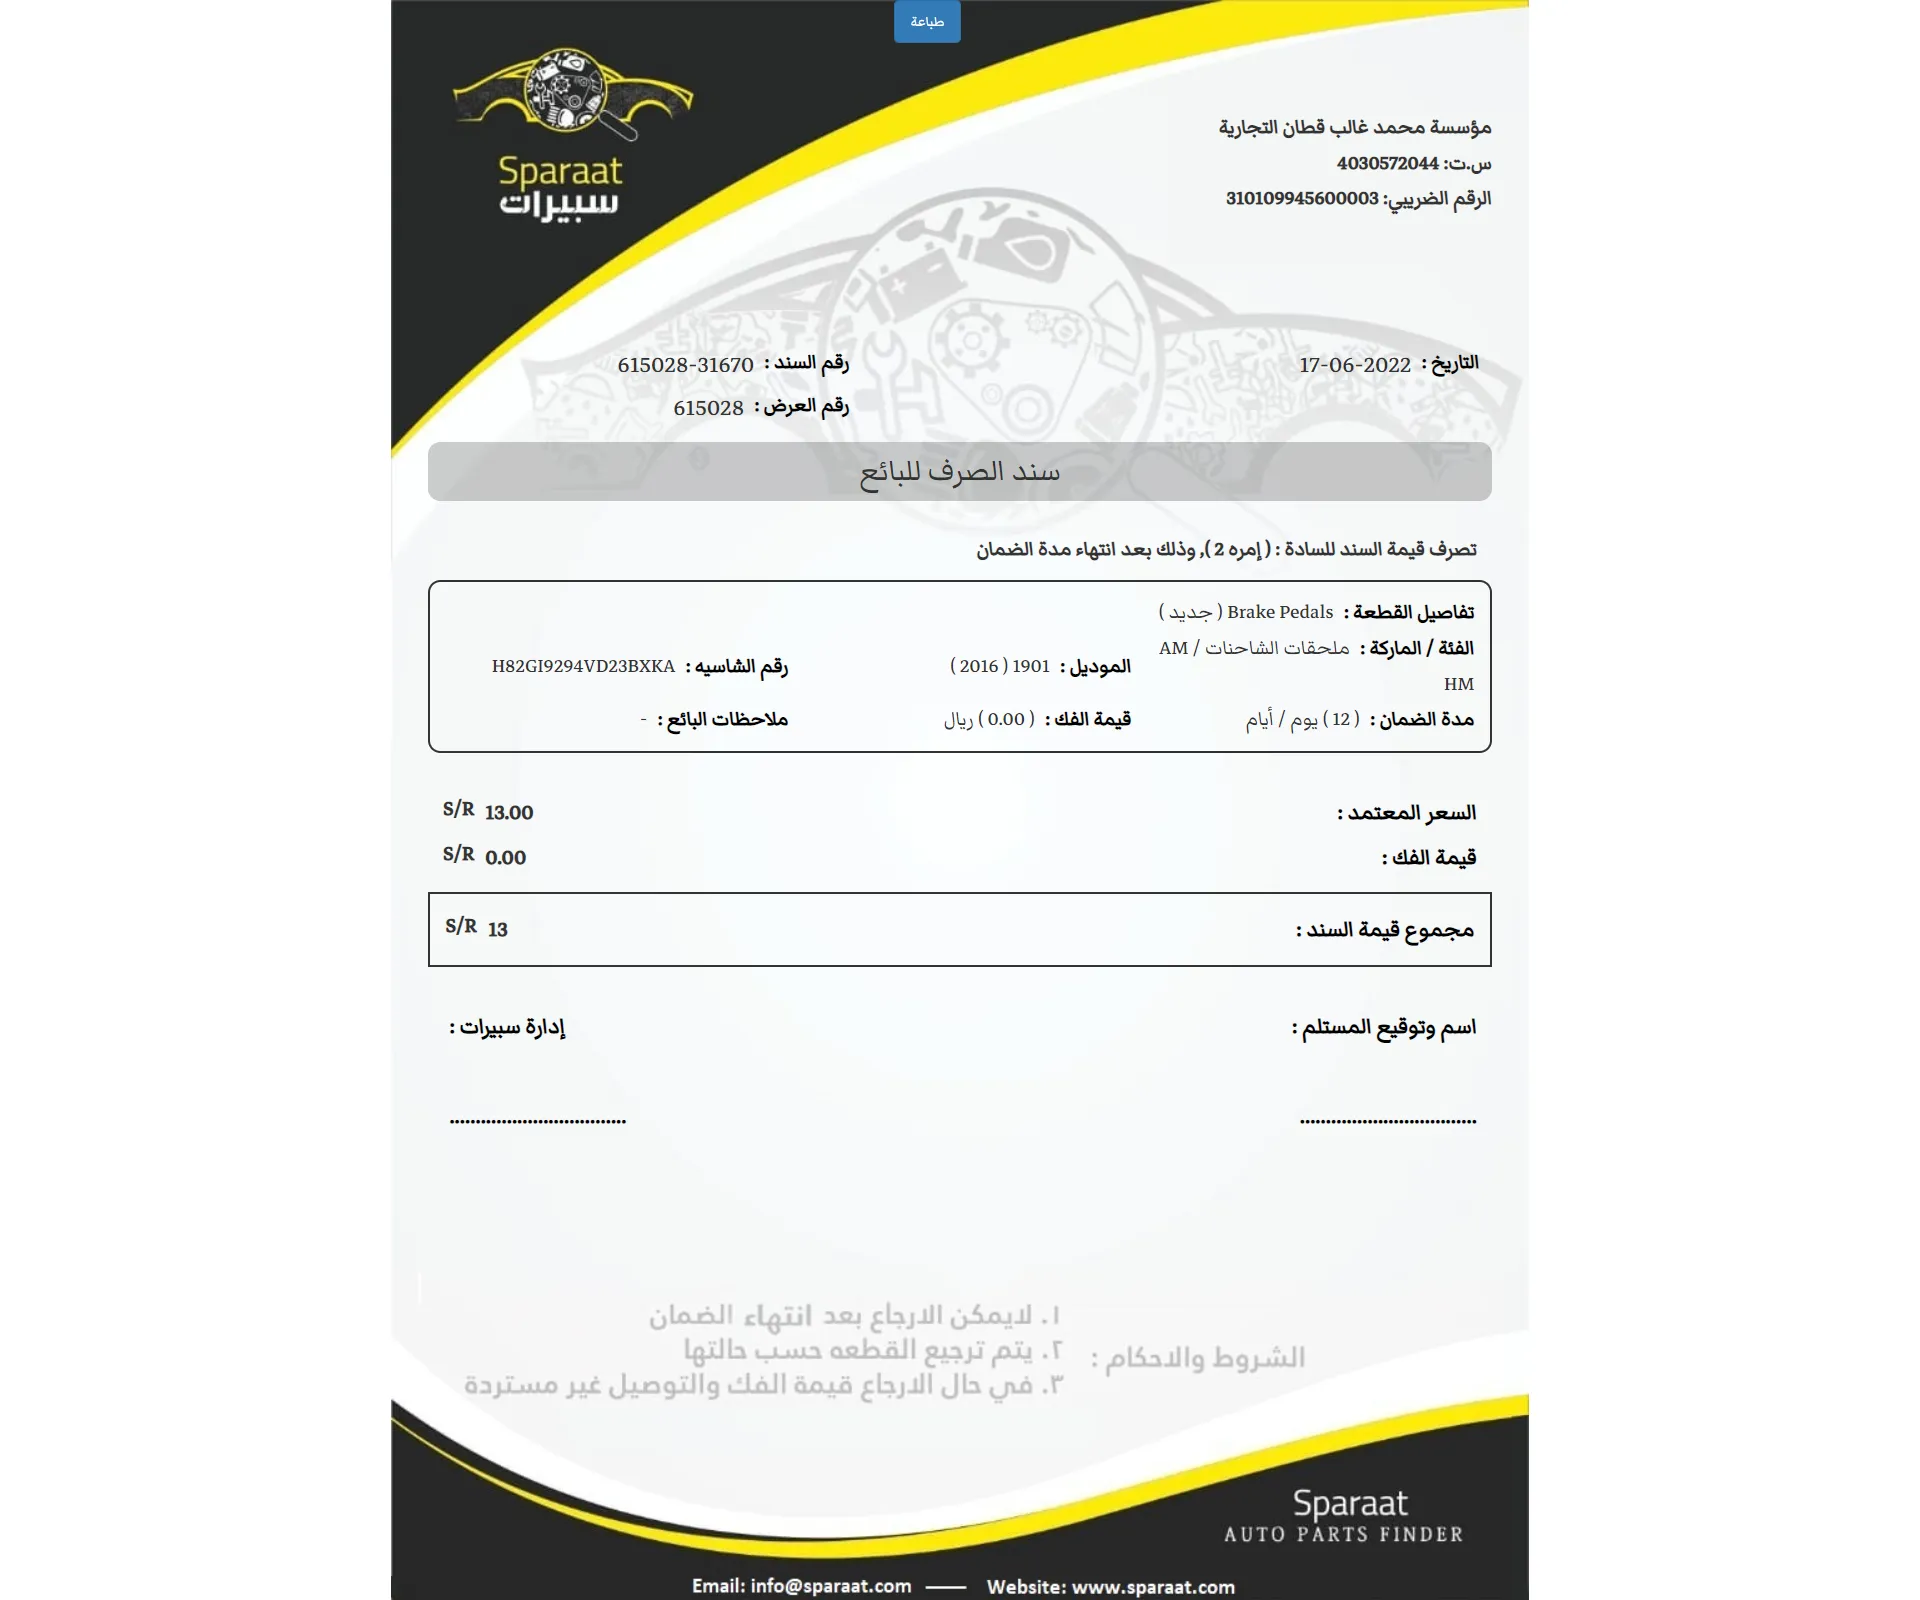 طباعة
Sparaat
سبيرات
مؤسسة محمد غالب قطان التجارية
س.ت: 4030572044
الرقم الضريبي: 310109945600003
التاريخ : 17-06-2022
رقم السند : 615028-31670
رقم العرض : 615028
سند الصرف للبائع
تصرف قيمة السند للسادة : ( إمره 2 ), وذلك بعد انتهاء مدة الضمان
تفاصيل القطعة : Brake Pedals ( جديد )
الفئة / الماركة : ملحقات الشاحنات / AM
HM
الموديل : 1901 ( 2016 )
رقم الشاسيه : H82GI9294VD23BXKA
مدة الضمان : ( 12 ) يوم / أيام
قيمة الفك : ( 0.00 ) ريال
ملاحظات البائع : -
السعر المعتمد : 13.00 S/R
قيمة الفك : 0.00 S/R
مجموع قيمة السند : 13 S/R
اسم وتوقيع المستلم :
إدارة سبيرات :
..................................
..................................
الشروط والاحكام :
١. لايمكن الارجاع بعد انتهاء الضمان
٢. يتم ترجيع القطعه حسب حالتها
٣. في حال الارجاع قيمة الفك والتوصيل غير مستردة
Sparaat
AUTO PARTS FINDER
Email: info@sparaat.com —— Website: www.sparaat.com